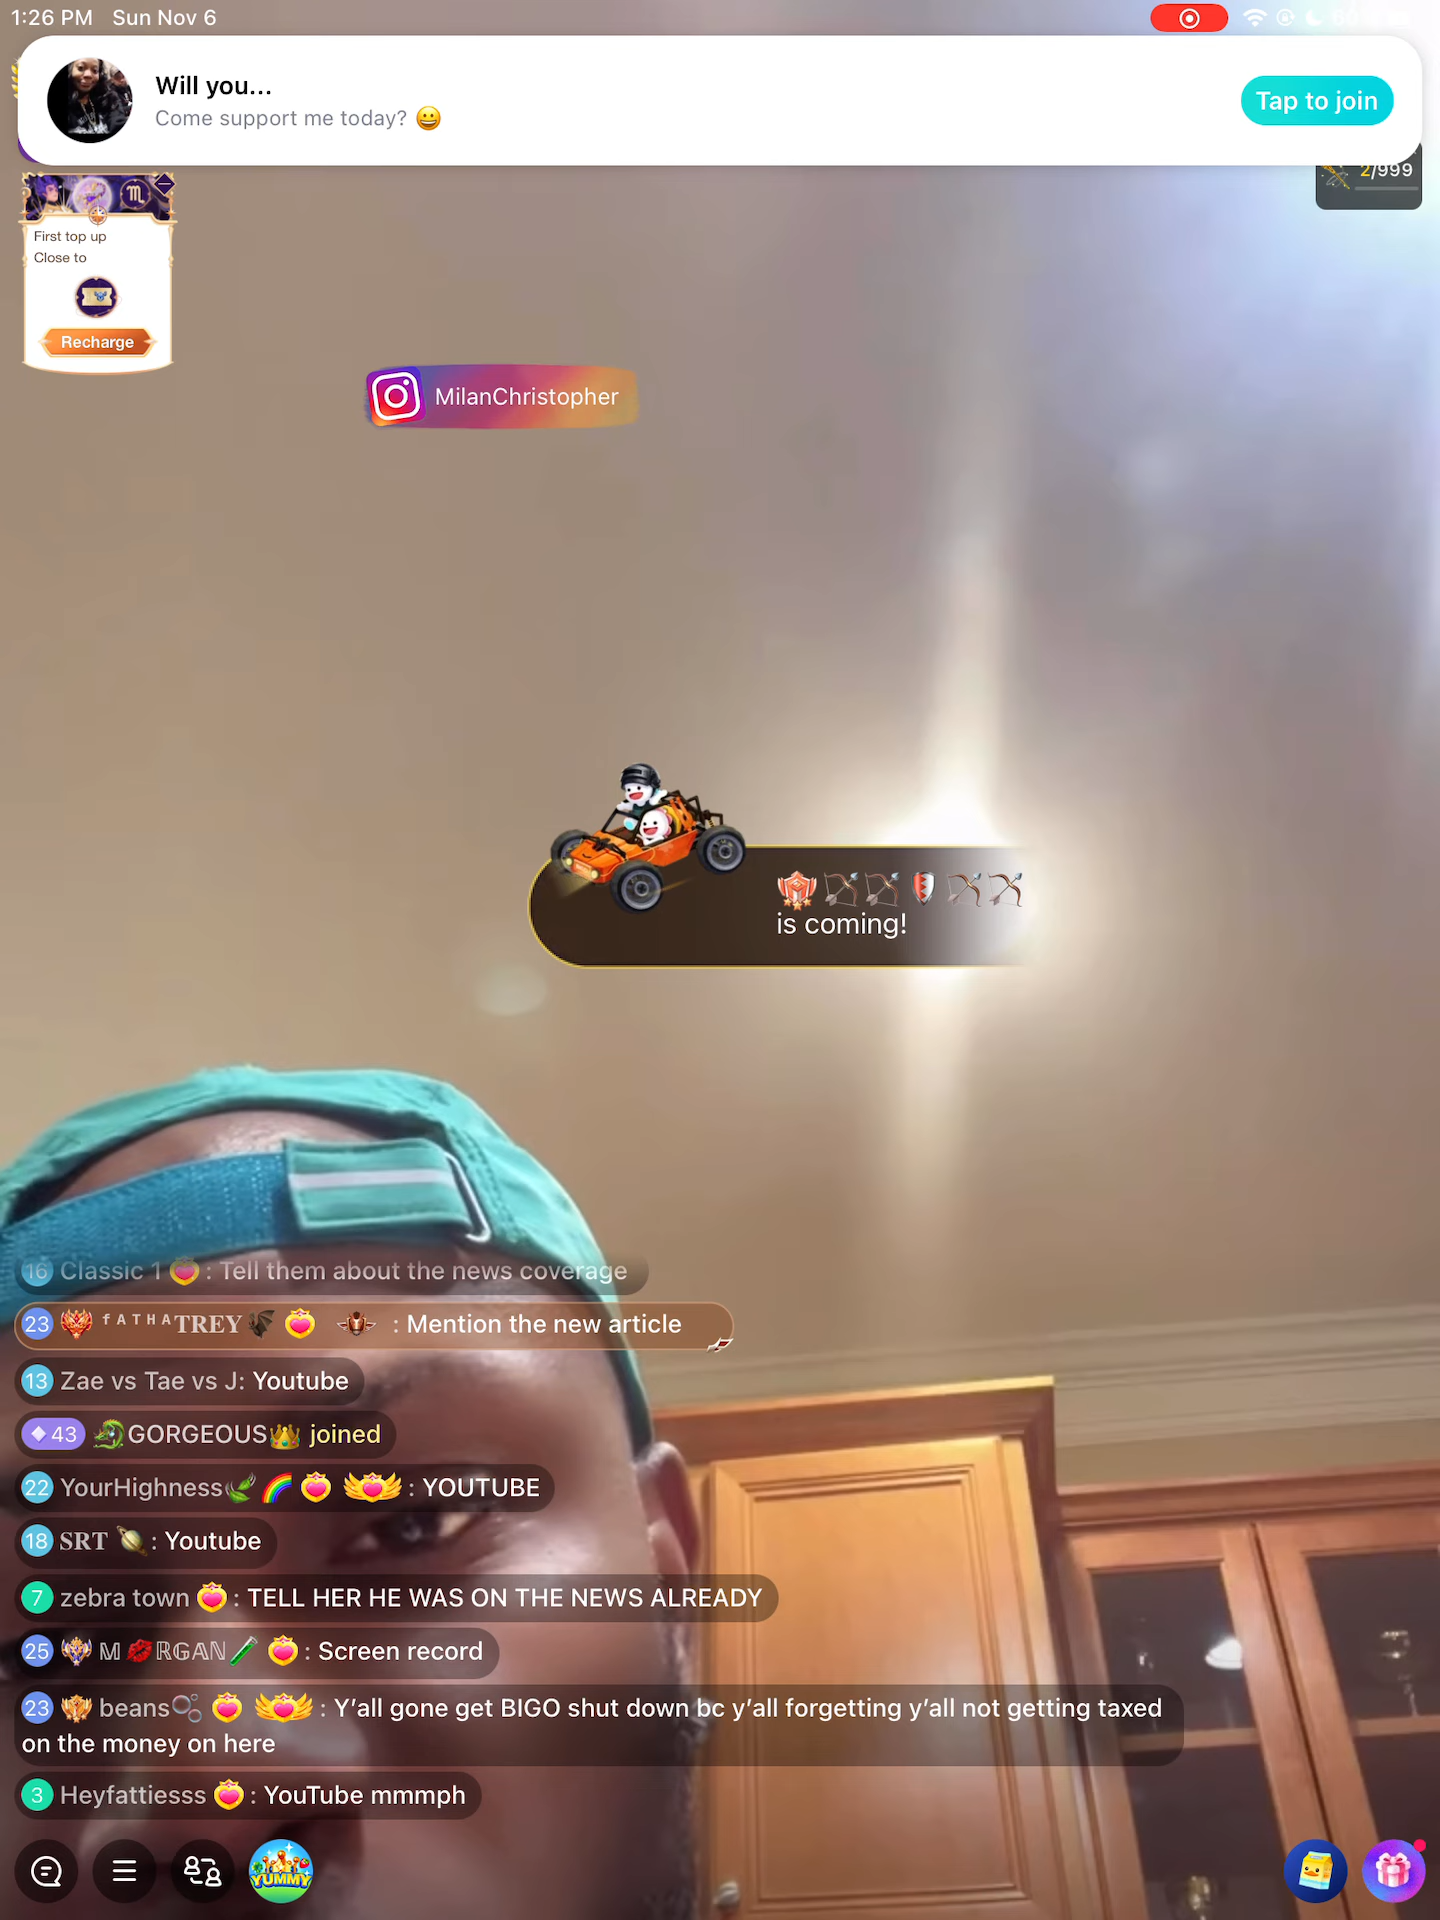 1:26 PM Sun Nov 6
Will you...
Come support me today? 😀
Tap to join
2/999
First top up
Close to
Recharge
MilanChristopher
is coming!
16 Classic 1 : Tell them about the news coverage
23 ᶠᴬᵀᴴᴬTREY : Mention the new article
13 Zae vs Tae vs J: Youtube
43 GORGEOUS joined
22 YourHighness : YOUTUBE
18 SRT : Youtube
7 zebra town : TELL HER HE WAS ON THE NEWS ALREADY
25 𝕄💋ℝ𝔾𝔸ℕ : Screen record
23 beans : Y'all gone get BIGO shut down bc y'all forgetting y'all not getting taxed
on the money on here
3 Heyfattiesss : YouTube mmmph
YUMMY